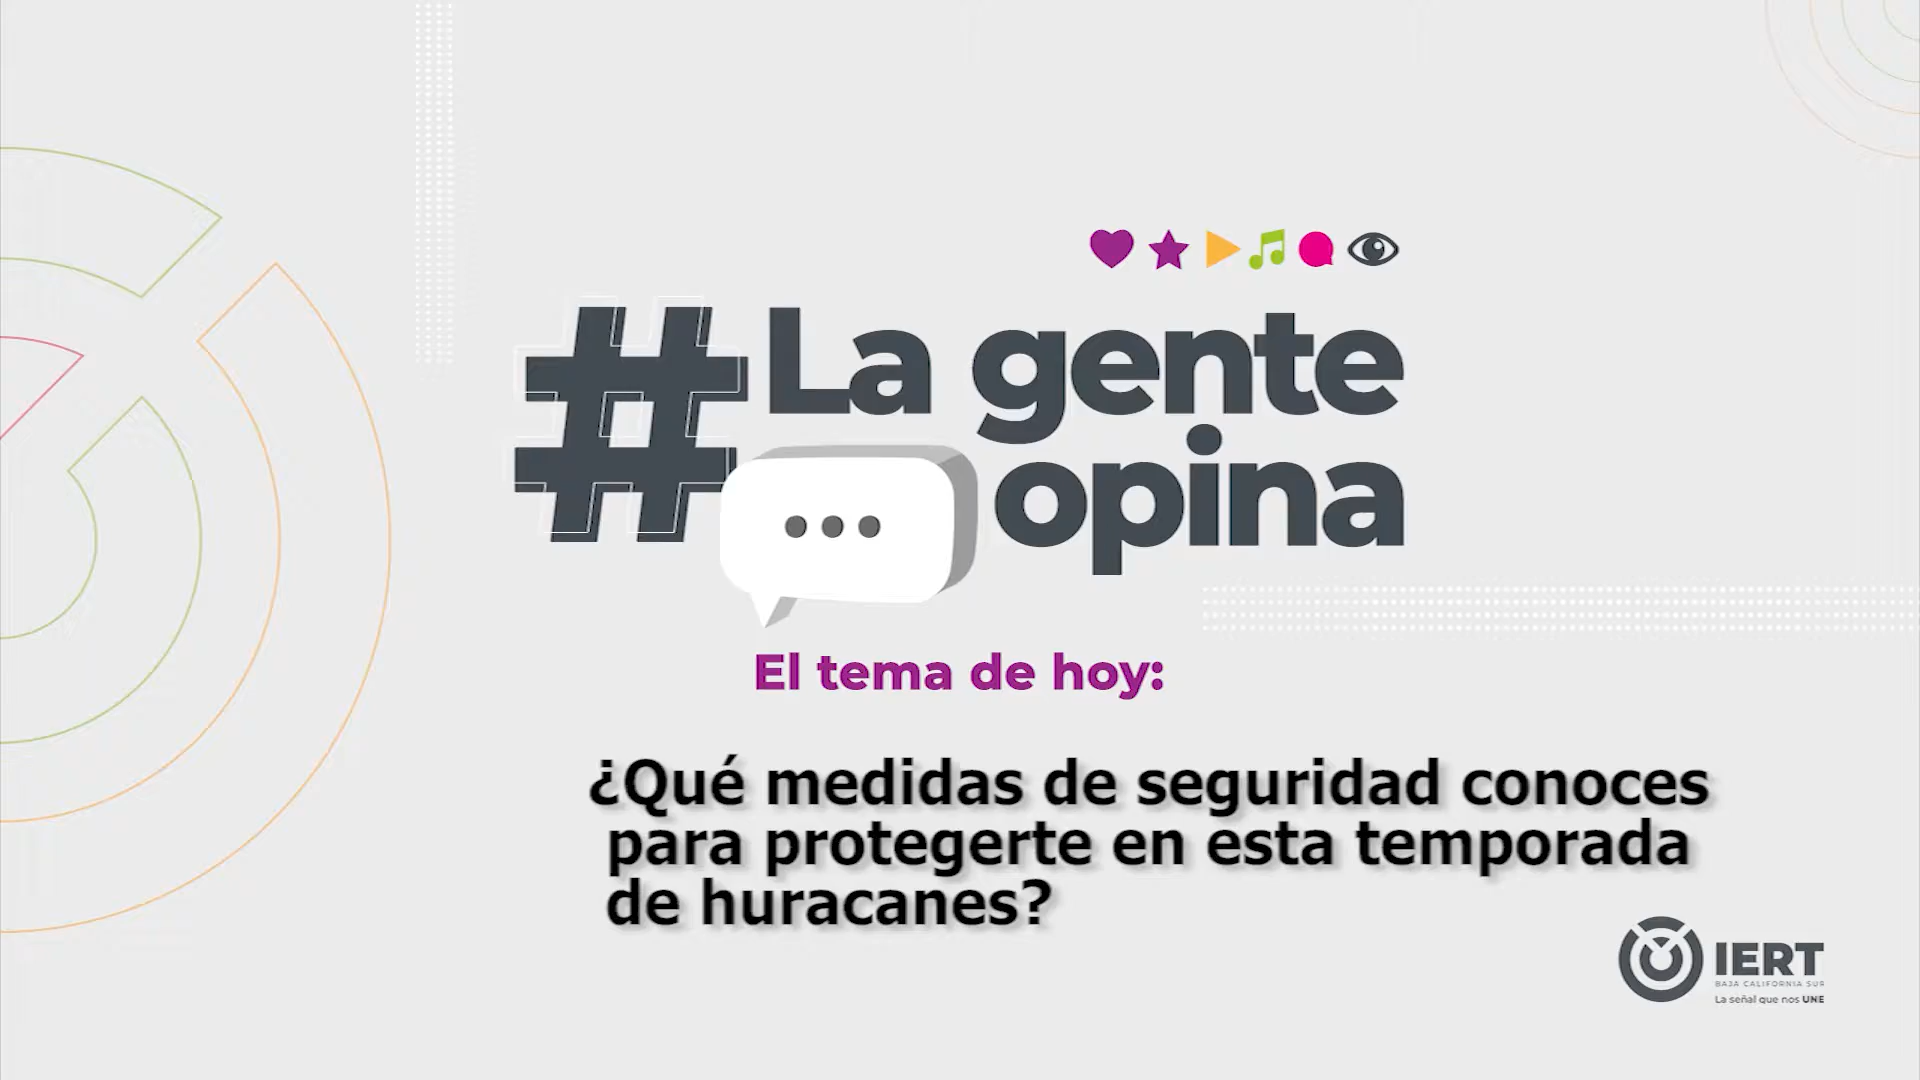 #La gente
opina
El tema de hoy:
¿Qué medidas de seguridad conoces
para protegerte en esta temporada
de huracanes?
IERT
BAJA CALIFORNIA SUR
La señal que nos UNE